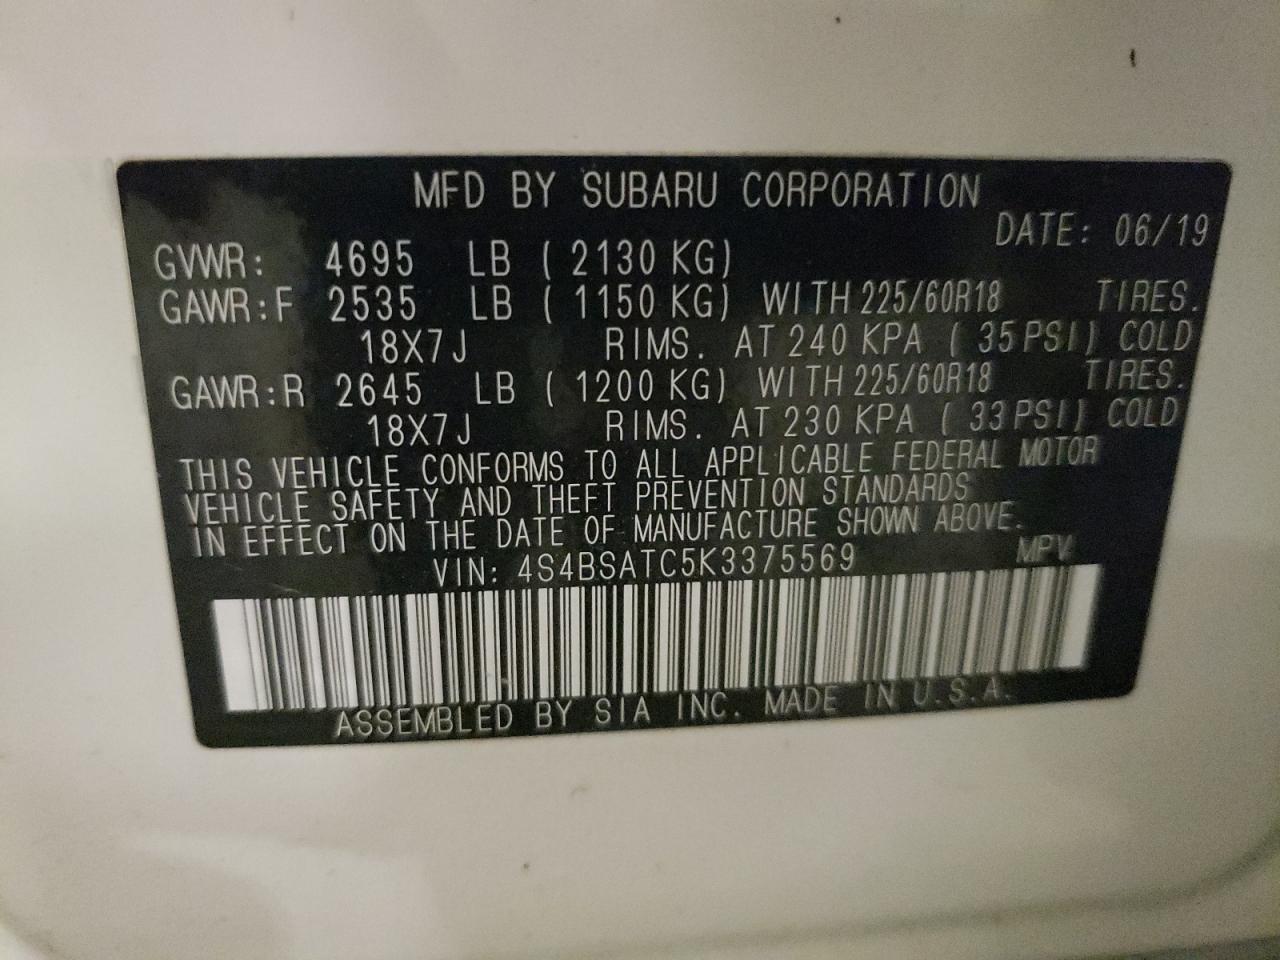 MFD BY SUBARU CORPORATION
DATE: 06/19
GVWR: 4695 LB ( 2130 KG)
GAWR:F 2535 LB ( 1150 KG) WITH 225/60R18 TIRES.
18X7J RIMS. AT 240 KPA ( 35 PSI) COLD
GAWR:R 2645 LB ( 1200 KG) WITH 225/60R18 TIRES.
18X7J RIMS. AT 230 KPA ( 33 PSI) COLD
THIS VEHICLE CONFORMS TO ALL APPLICABLE FEDERAL MOTOR
VEHICLE SAFETY AND THEFT PREVENTION STANDARDS
IN EFFECT ON THE DATE OF MANUFACTURE SHOWN ABOVE.
VIN: 4S4BSATC5K3375569 MPV
ASSEMBLED BY SIA INC. MADE IN U.S.A.